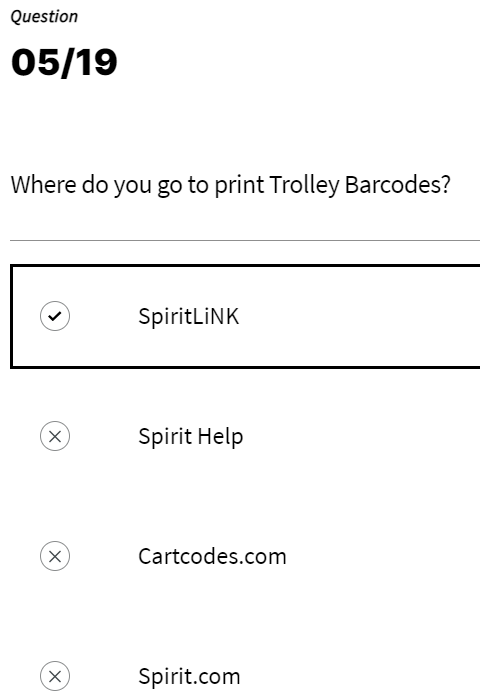 Question
05/19
Where do you go to print Trolley Barcodes?
SpiritLiNK
Spirit Help
Cartcodes.com
Spirit.com